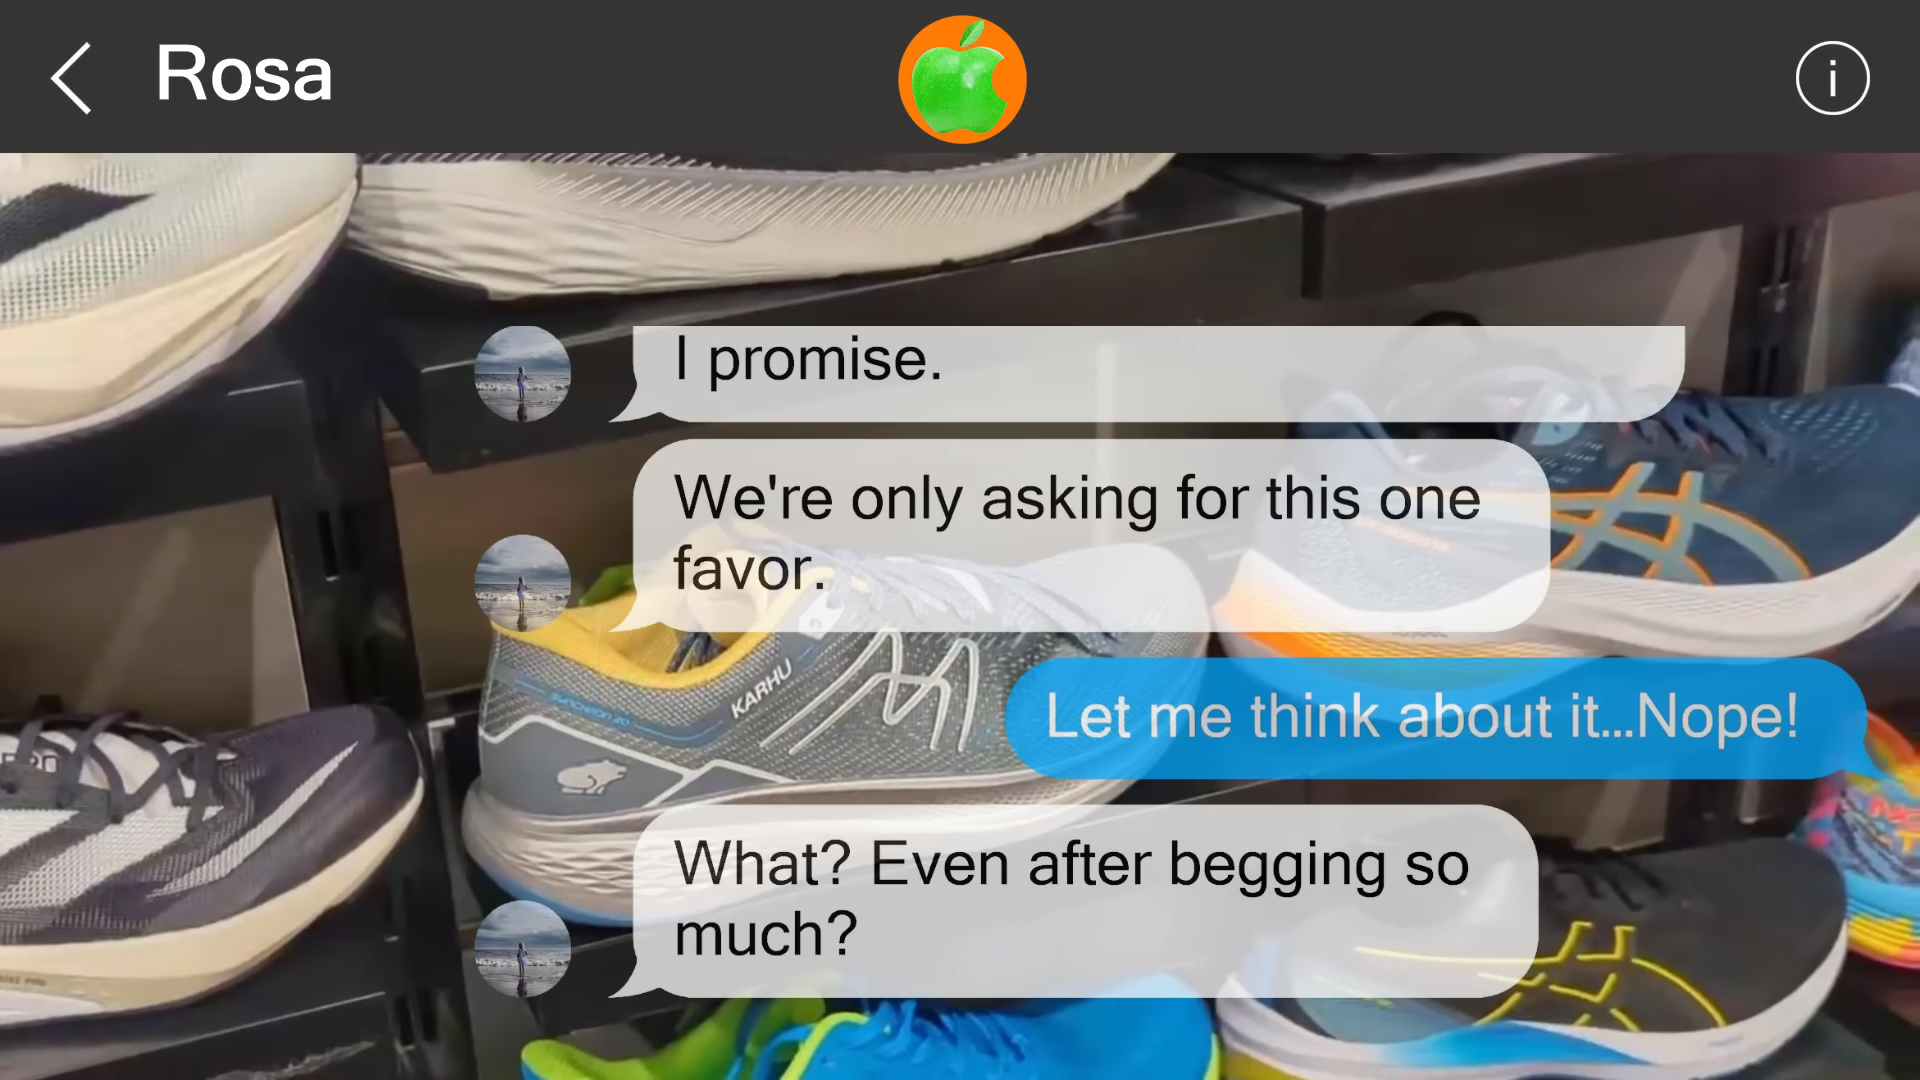 Rosa
I promise.
We're only asking for this one
favor.
KARHU
Let me think about it...Nope!
What? Even after begging so
much?